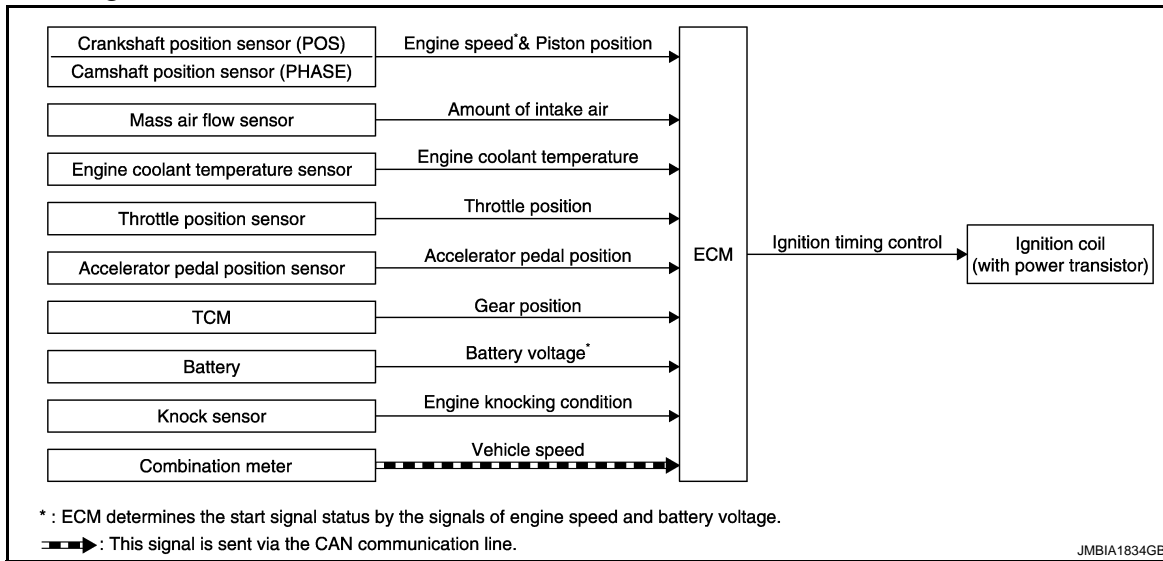 Crankshaft position sensor (POS)
Camshaft position sensor (PHASE)
Engine speed*& Piston position
Mass air flow sensor
Amount of intake air
Engine coolant temperature sensor
Engine coolant temperature
Throttle position sensor
Throttle position
Accelerator pedal position sensor
Accelerator pedal position
TCM
Gear position
Battery
Battery voltage*
Knock sensor
Engine knocking condition
Combination meter
Vehicle speed
ECM
Ignition timing control
Ignition coil
(with power transistor)
* : ECM determines the start signal status by the signals of engine speed and battery voltage.
: This signal is sent via the CAN communication line.
JMBIA1834GB